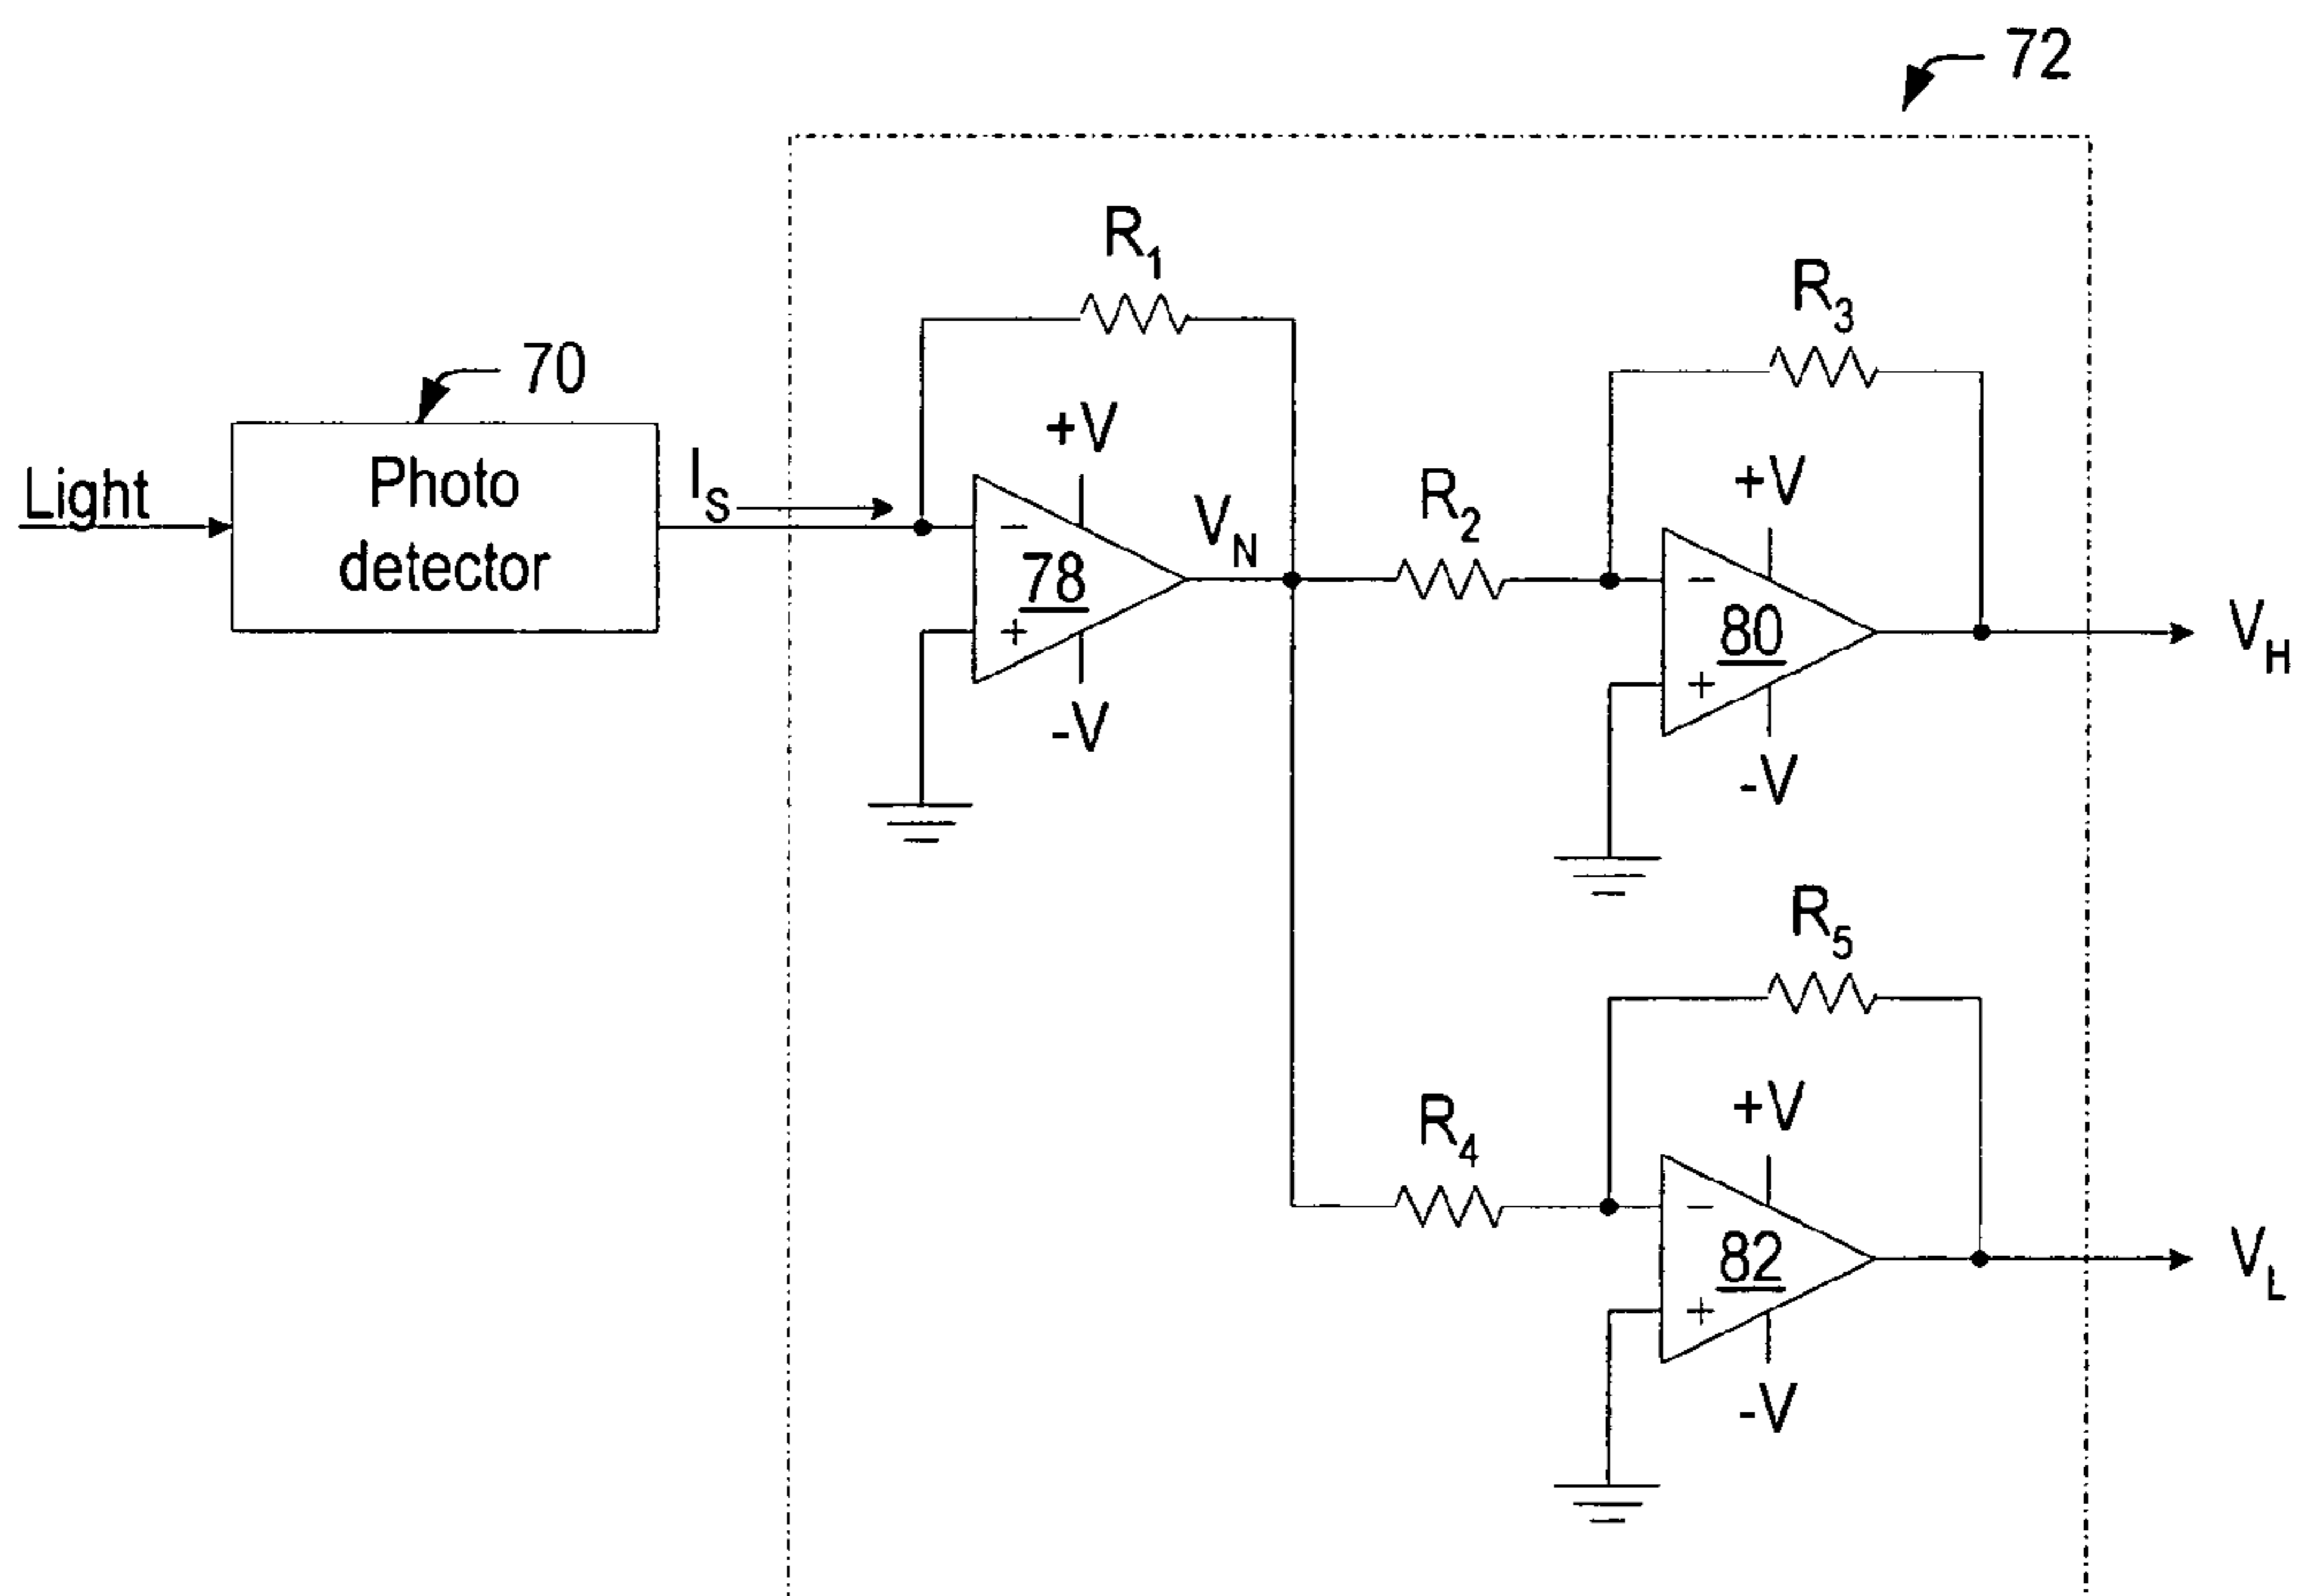 72
R1
R3
70
+V
Light
Photo
detector
IS
VN
R2
+V
78
80
VH
-V
-V
R5
+V
R4
82
VL
-V